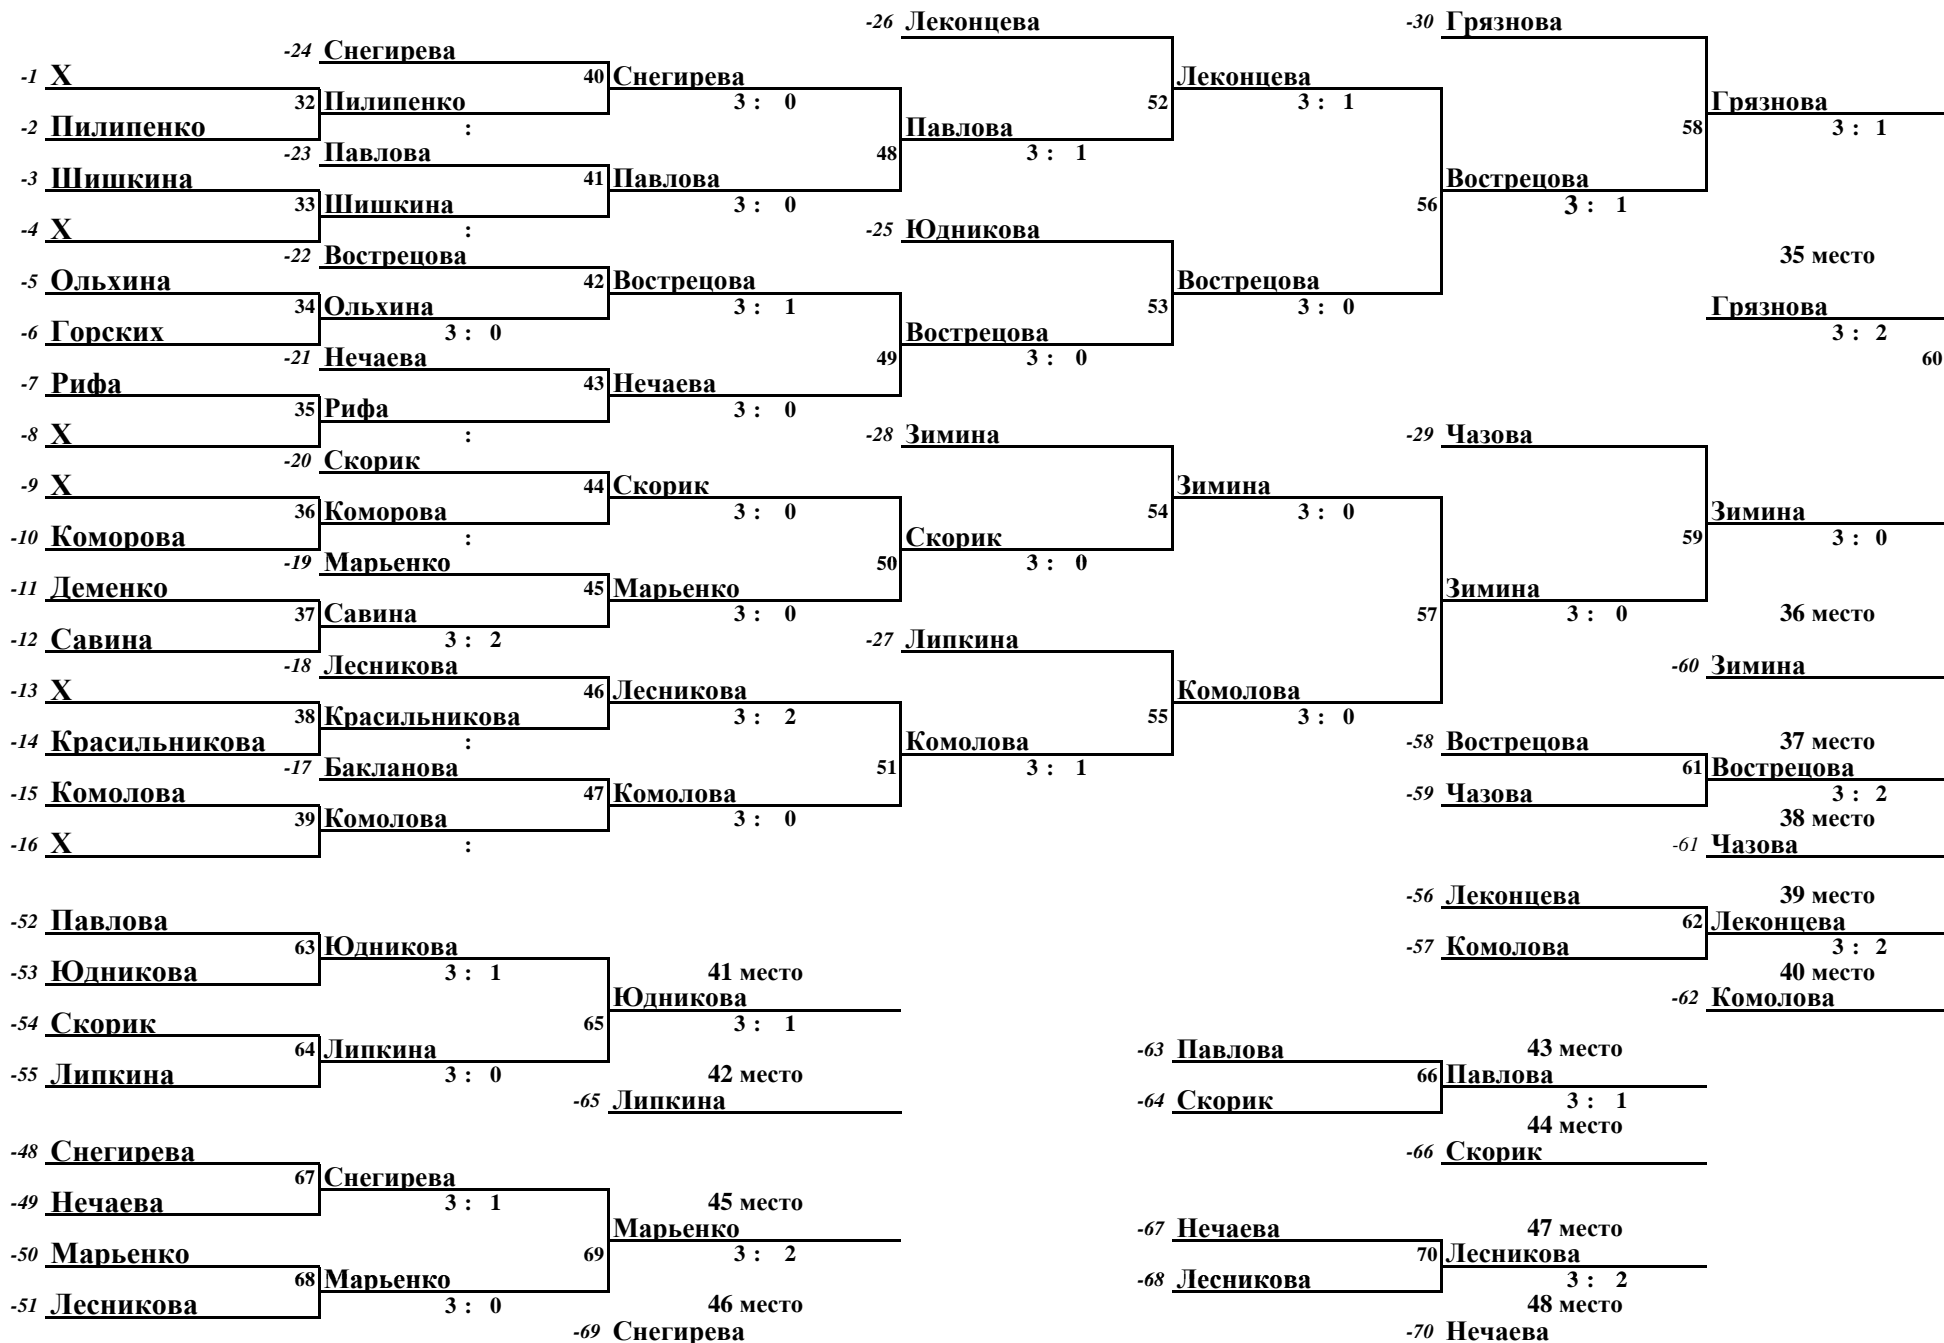 -26 Леконцева -30 Грязнова
-24 Снегирева
-1 X 40 Снегирева Леконцева
32 Пилипенко 3 : 0 52 3 : 1 Грязнова
-2 Пилипенко : Павлова 58 3 : 1
-23 Павлова 48 3 : 1
-3 Шишкина 41 Павлова Вострецова
33 Шишкина 3 : 0 56 3 : 1
-4 X : -25 Юдникова
-22 Вострецова 35 место
-5 Ольхина 42 Вострецова Вострецова
34 Ольхина 3 : 1 53 3 : 0 Грязнова
-6 Горских 3 : 0 Вострецова 3 : 2
-21 Нечаева 49 3 : 0 60
-7 Рифа 43 Нечаева
35 Рифа 3 : 0
-8 X : -28 Зимина -29 Чазова
-20 Скорик
-9 X 44 Скорик Зимина
36 Коморова 3 : 0 54 3 : 0 Зимина
-10 Коморова : Скорик 59 3 : 0
-19 Марьенко 50 3 : 0
-11 Деменко 45 Марьенко Зимина
37 Савина 3 : 0 57 3 : 0 36 место
-12 Савина 3 : 2 -27 Липкина
-18 Лесникова -60 Зимина
-13 X 46 Лесникова Комолова
38 Красильникова 3 : 2 55 3 : 0
-14 Красильникова : Комолова -58 Вострецова 37 место
-17 Бакланова 51 3 : 1 61 Вострецова
-15 Комолова 47 Комолова -59 Чазова 3 : 2
39 Комолова 3 : 0 38 место
-16 X : -61 Чазова
-56 Леконцева 39 место
-52 Павлова 62 Леконцева
63 Юдникова -57 Комолова 3 : 2
-53 Юдникова 3 : 1 41 место 40 место
Юдникова -62 Комолова
-54 Скорик 65 3 : 1
64 Липкина -63 Павлова 43 место
-55 Липкина 3 : 0 42 место 66 Павлова
-65 Липкина -64 Скорик 3 : 1
44 место
-48 Снегирева -66 Скорик
67 Снегирева
-49 Нечаева 3 : 1 45 место
Марьенко -67 Нечаева 47 место
-50 Марьенко 69 3 : 2 70 Лесникова
68 Марьенко -68 Лесникова 3 : 2
-51 Лесникова 3 : 0 46 место 48 место
-69 Снегирева -70 Нечаева